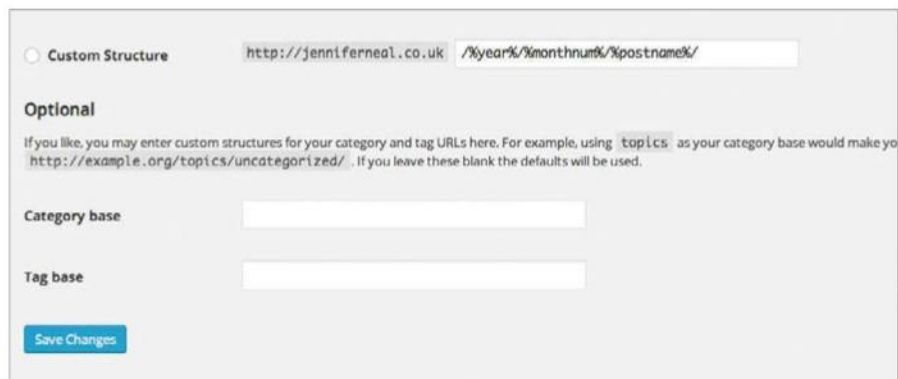 Custom Structure http://jenniferneal.co.uk /%year%/%monthnum%/%postname%/
Optional
If you like, you may enter custom structures for your category and tag URLs here. For example, using topics as your category base would make yo
http://example.org/topics/uncategorized/ . If you leave these blank the defaults will be used.
Category base
Tag base
Save Changes